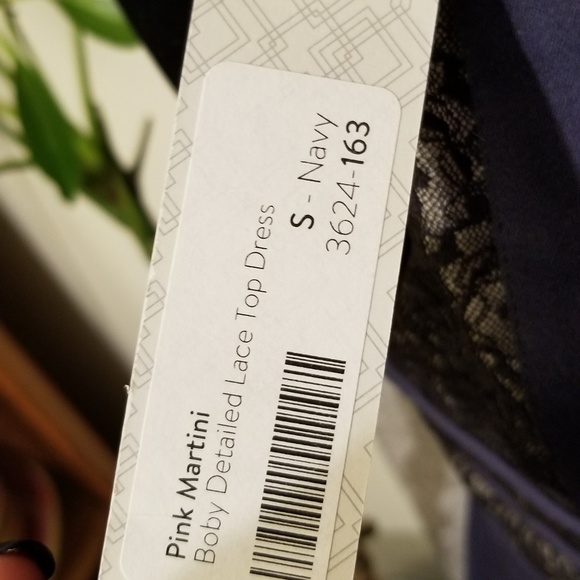 Pink Martini
Boby Detailed Lace Top Dress
S - Navy
3624-163